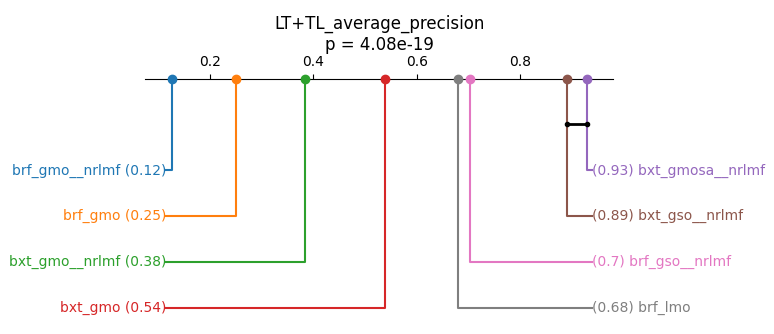 LT+TL_average_precision
p = 4.08e-19
0.2 0.4 0.6 0.8
brf_gmo__nrlmf (0.12) (0.93) bxt_gmosa__nrlmf
brf_gmo (0.25) (0.89) bxt_gso__nrlmf
bxt_gmo__nrlmf (0.38) (0.7) brf_gso__nrlmf
bxt_gmo (0.54) (0.68) brf_lmo